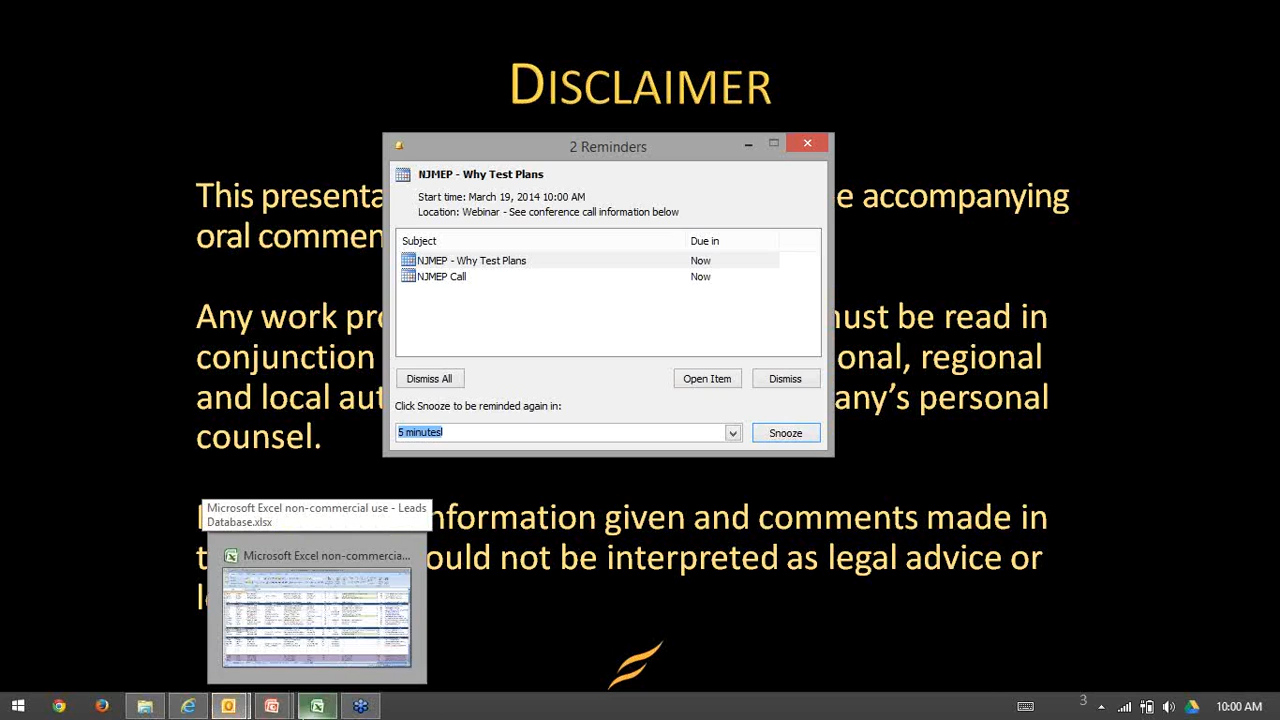 DISCLAIMER
2 Reminders
NJMEP - Why Test Plans
Start time: March 19, 2014 10:00 AM
Location: Webinar - See conference call information below
Subject Due in
NJMEP - Why Test Plans Now
NJMEP Call Now
Dismiss All Open Item Dismiss
Click Snooze to be reminded again in:
5 minutes Snooze
This presenta e accompanying
oral commen
Any work pro ust be read in
conjunction onal, regional
and local aut any's personal
counsel.
nformation given and comments made in
ould not be interpreted as legal advice or
Microsoft Excel non-commercial use - Leads
Database.xlsx
Microsoft Excel non-commercia...
3
10:00 AM